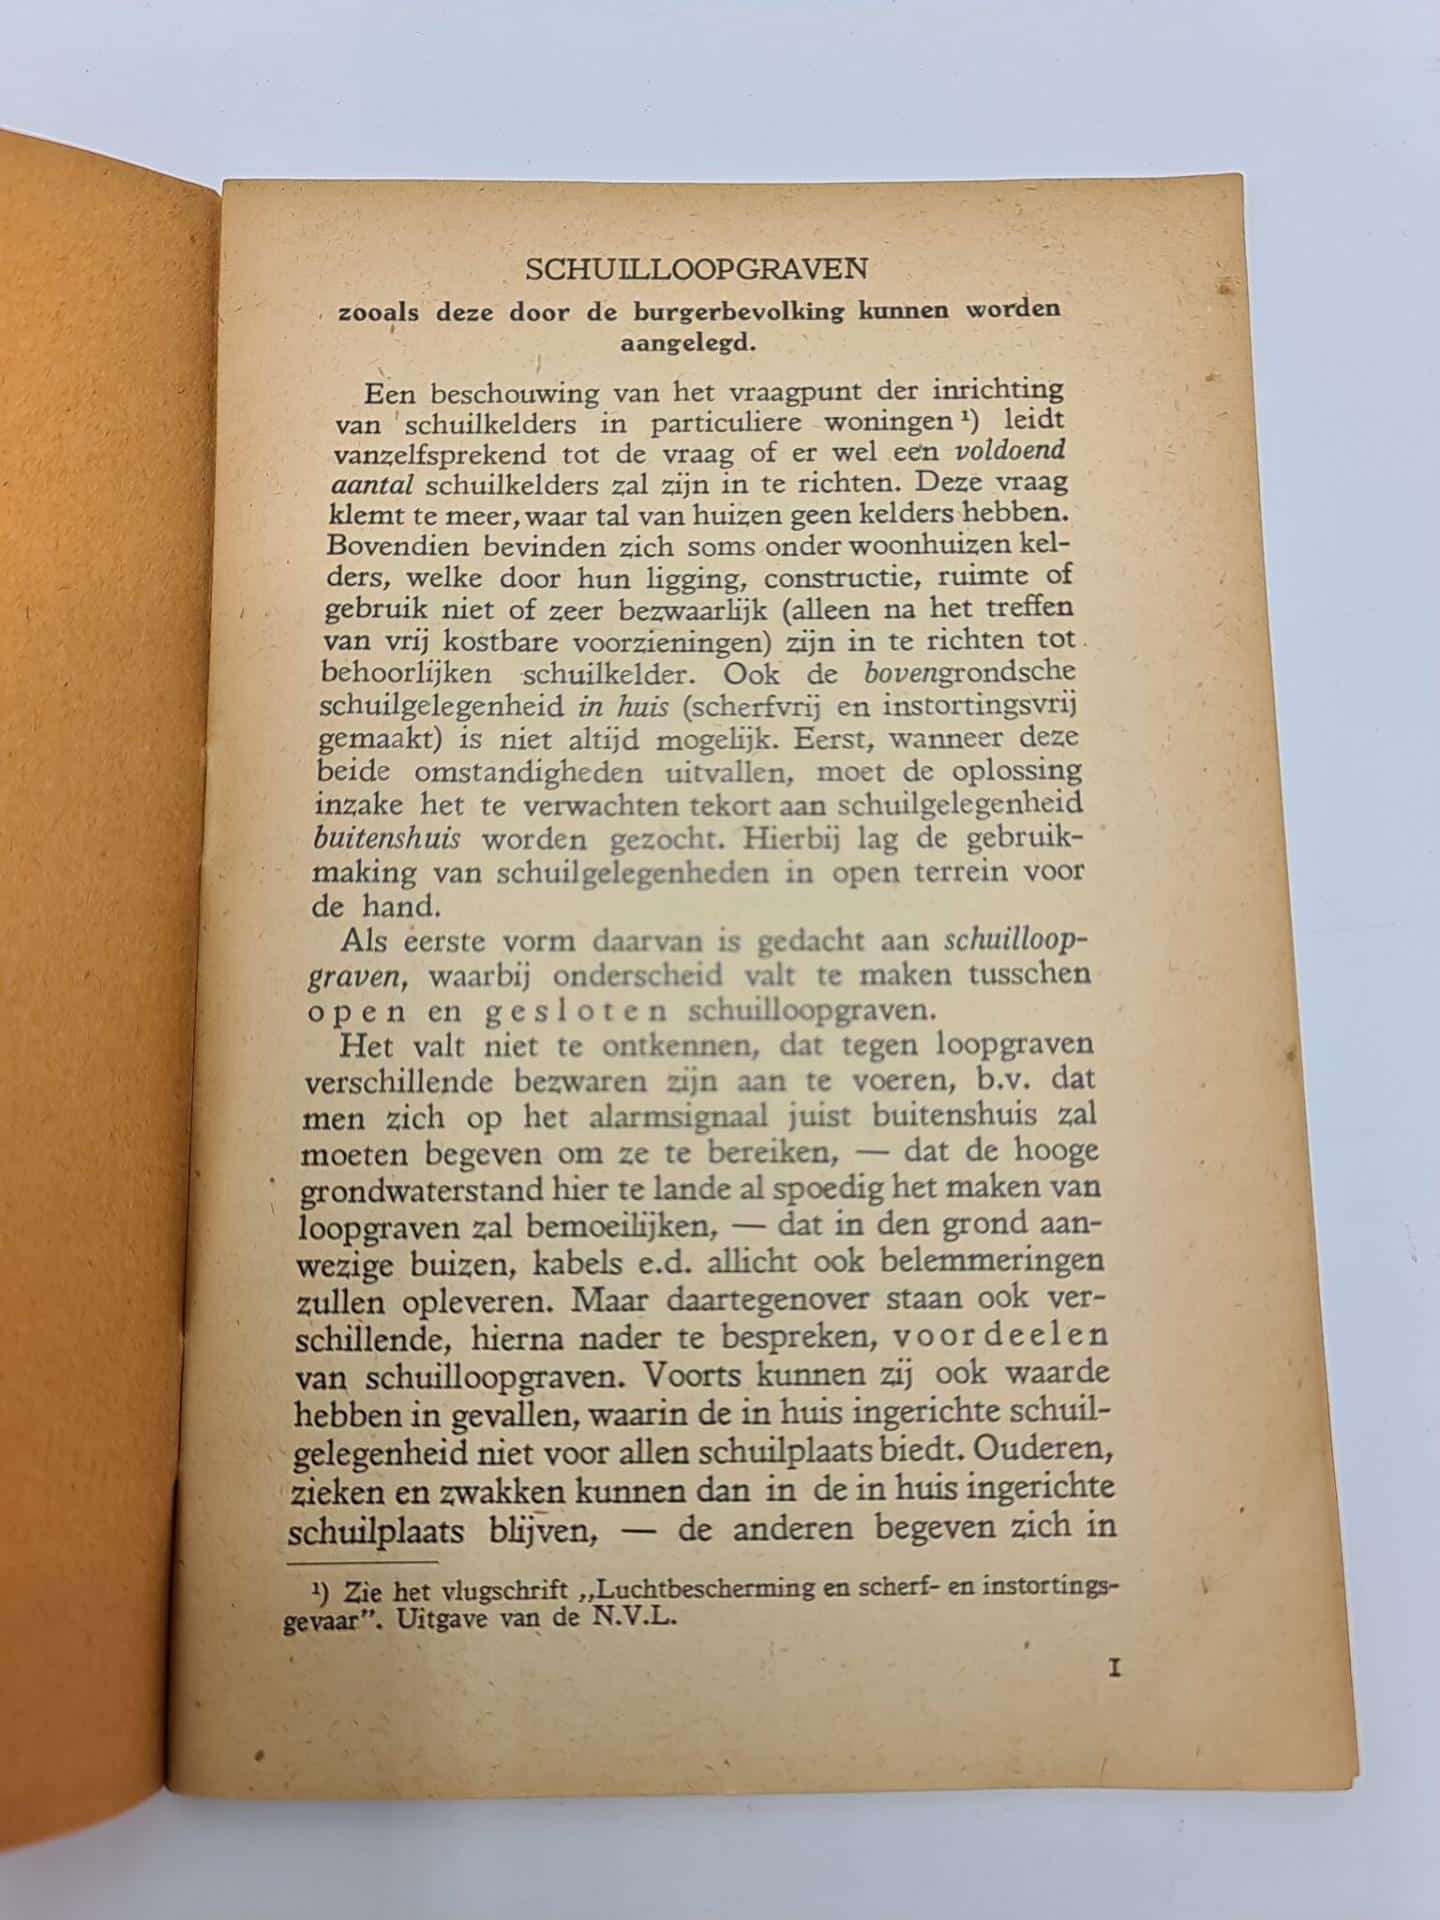 SCHUILLOOPGRAVEN
zooals deze door de burgerbevolking kunnen worden
aangelegd.
Een beschouwing van het vraagpunt der inrichting
van schuilkelders in particuliere woningen ¹) leidt
vanzelfsprekend tot de vraag of er wel een voldoend
aantal schuilkelders zal zijn in te richten. Deze vraag
klemt te meer, waar tal van huizen geen kelders hebben.
Bovendien bevinden zich soms onder woonhuizen kel-
ders, welke door hun ligging, constructie, ruimte of
gebruik niet of zeer bezwaarlijk (alleen na het treffen
van vrij kostbare voorzieningen) zijn in te richten tot
behoorlijken schuilkelder. Ook de bovengrondsche
schuilgelegenheid in huis (scherfvrij en instortingsvrij
gemaakt) is niet altijd mogelijk. Eerst, wanneer deze
beide omstandigheden uitvallen, moet de oplossing
inzake het te verwachten tekort aan schuilgelegenheid
buitenshuis worden gezocht. Hierbij lag de gebruik-
making van schuilgelegenheden in open terrein voor
de hand.
Als eerste vorm daarvan is gedacht aan schuilloop-
graven, waarbij onderscheid valt te maken tusschen
open en gesloten schuilloopgraven.
Het valt niet te ontkennen, dat tegen loopgraven
verschillende bezwaren zijn aan te voeren, b.v. dat
men zich op het alarmsignaal juist buitenshuis zal
moeten begeven om ze te bereiken, — dat de hooge
grondwaterstand hier te lande al spoedig het maken van
loopgraven zal bemoeilijken, — dat in den grond aan-
wezige buizen, kabels e.d. allicht ook belemmeringen
zullen opleveren. Maar daartegenover staan ook ver-
schillende, hierna nader te bespreken, voordeelen
van schuilloopgraven. Voorts kunnen zij ook waarde
hebben in gevallen, waarin de in huis ingerichte schuil-
gelegenheid niet voor allen schuilplaats biedt. Ouderen,
zieken en zwakken kunnen dan in de in huis ingerichte
schuilplaats blijven, — de anderen begeven zich in
¹) Zie het vlugschrift „Luchtbescherming en scherf- en instortings-
gevaar”. Uitgave van de N.V.L.
1